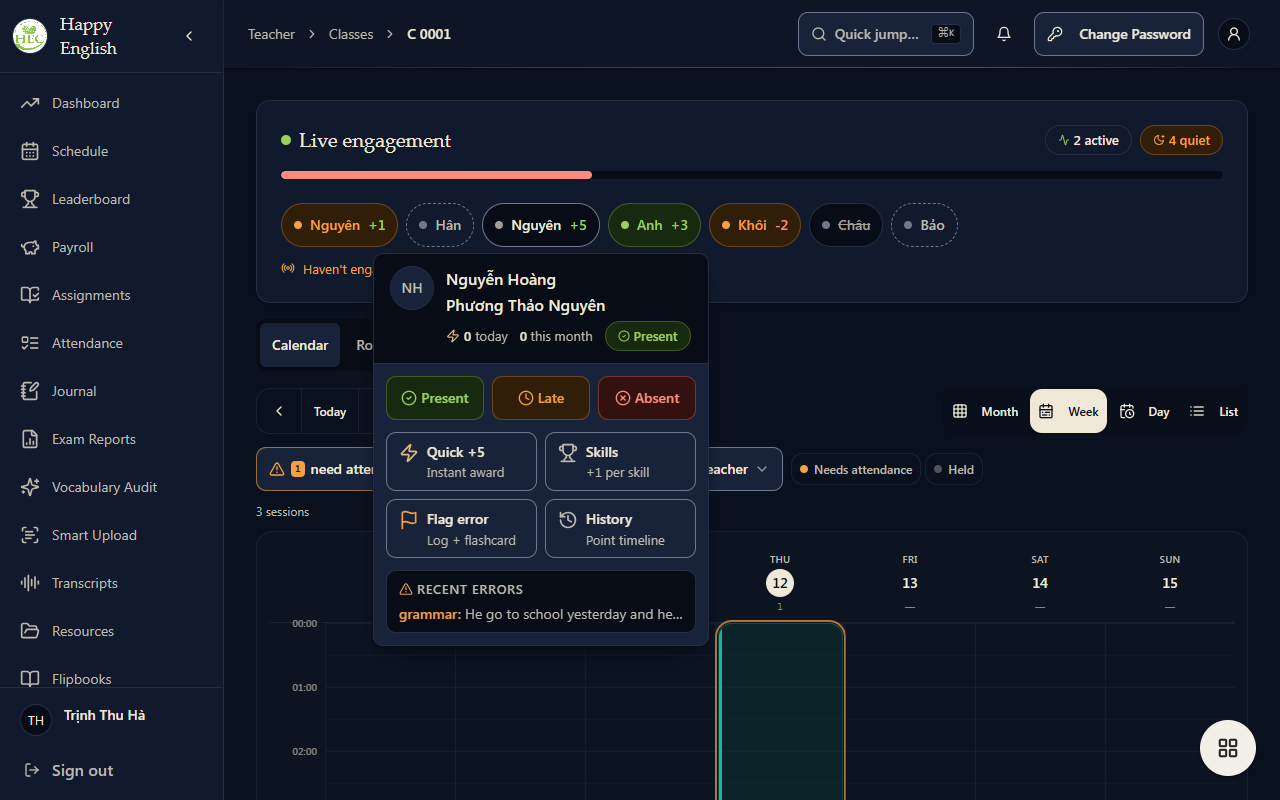 Happy
English
Teacher
Classes
C 0001
Quick jump...
⌘K
Change Password
Dashboard
Schedule
Leaderboard
Payroll
Assignments
Attendance
Journal
Exam Reports
Vocabulary Audit
Smart Upload
Transcripts
Resources
Flipbooks
TH
Trịnh Thu Hà
Sign out
Live engagement
2 active
4 quiet
Nguyên +1
Hân
Nguyên +5
Anh +3
Khôi -2
Châu
Bảo
Haven't eng
NH
Nguyễn Hoàng
Phương Thảo Nguyên
0 today
0 this month
Present
Present
Late
Absent
Quick +5
Instant award
Skills
+1 per skill
Flag error
Log + flashcard
History
Point timeline
RECENT ERRORS
grammar: He go to school yesterday and he...
Calendar
Ro
Today
Month
Week
Day
List
1 need atter
eacher
Needs attendance
Held
3 sessions
THU
12
1
FRI
13
—
SAT
14
—
SUN
15
—
00:00
01:00
02:00